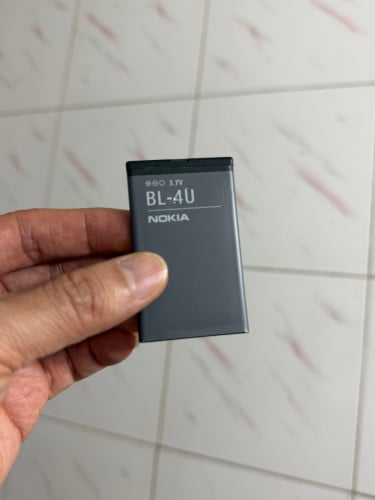 ⊕⊖○ 3.7V
BL-4U
NOKIA